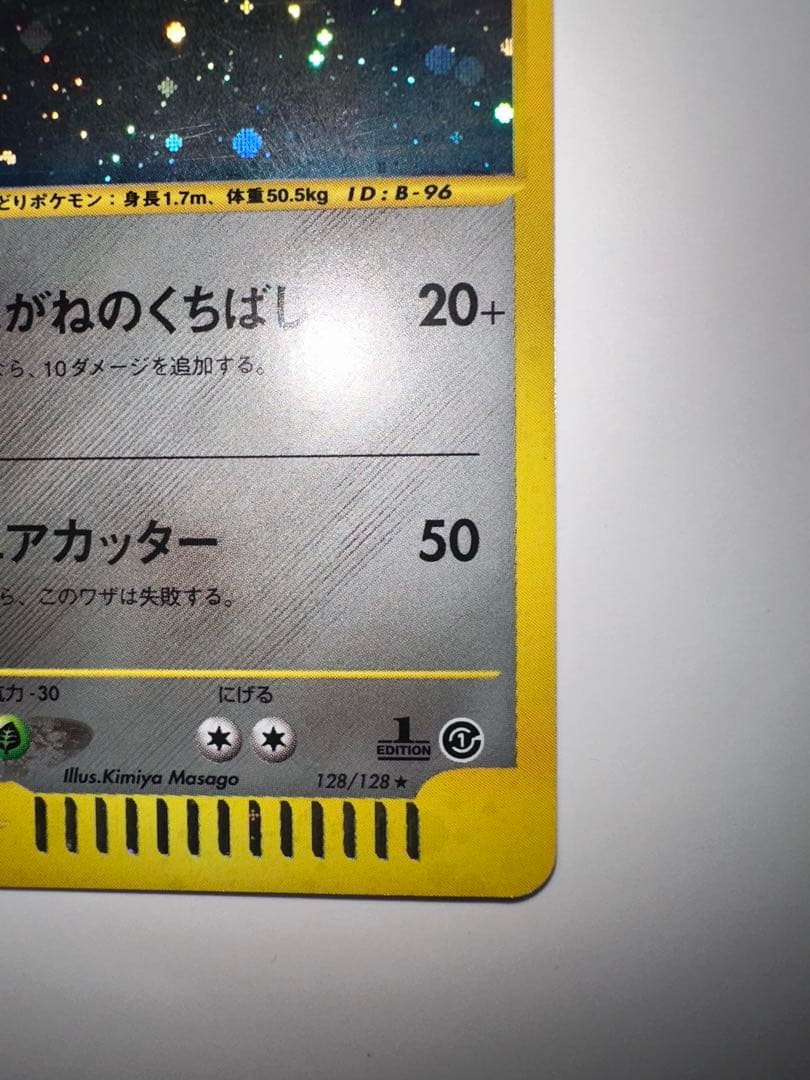 どりポケモン：身長1.7m、体重50.5kg ID:B-96
がねのくちばし 20+
ら、10ダメージを追加する。
アカッター 50
ら、このワザは失敗する。
力 -30 にげる
1
EDITION
Illus.Kimiya Masago 128/128★